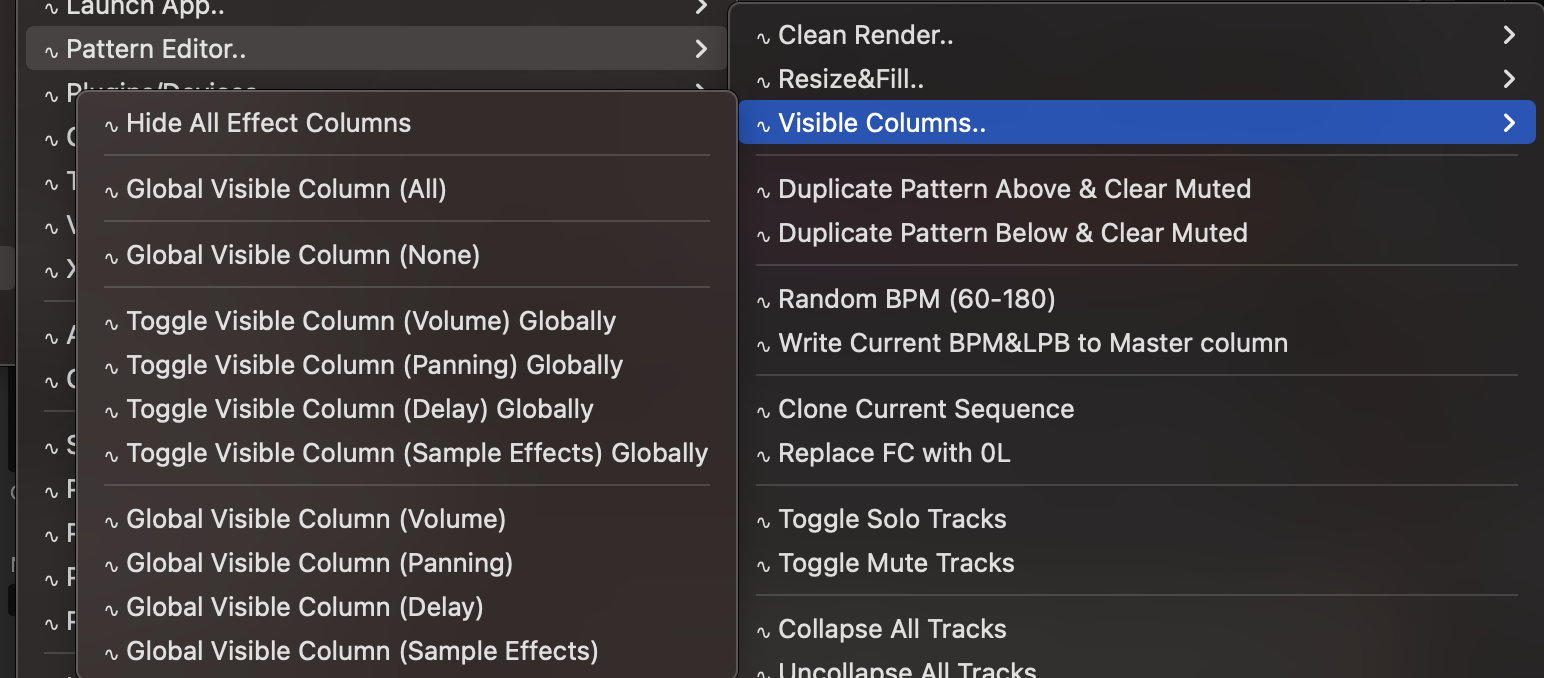 Launch App..
Pattern Editor..
Plugins/Devices
Hide All Effect Columns
Global Visible Column (All)
Global Visible Column (None)
Toggle Visible Column (Volume) Globally
Toggle Visible Column (Panning) Globally
Toggle Visible Column (Delay) Globally
Toggle Visible Column (Sample Effects) Globally
Global Visible Column (Volume)
Global Visible Column (Panning)
Global Visible Column (Delay)
Global Visible Column (Sample Effects)
Clean Render..
Resize&Fill..
Visible Columns..
Duplicate Pattern Above & Clear Muted
Duplicate Pattern Below & Clear Muted
Random BPM (60-180)
Write Current BPM&LPB to Master column
Clone Current Sequence
Replace FC with 0L
Toggle Solo Tracks
Toggle Mute Tracks
Collapse All Tracks
Uncollapse All Tracks